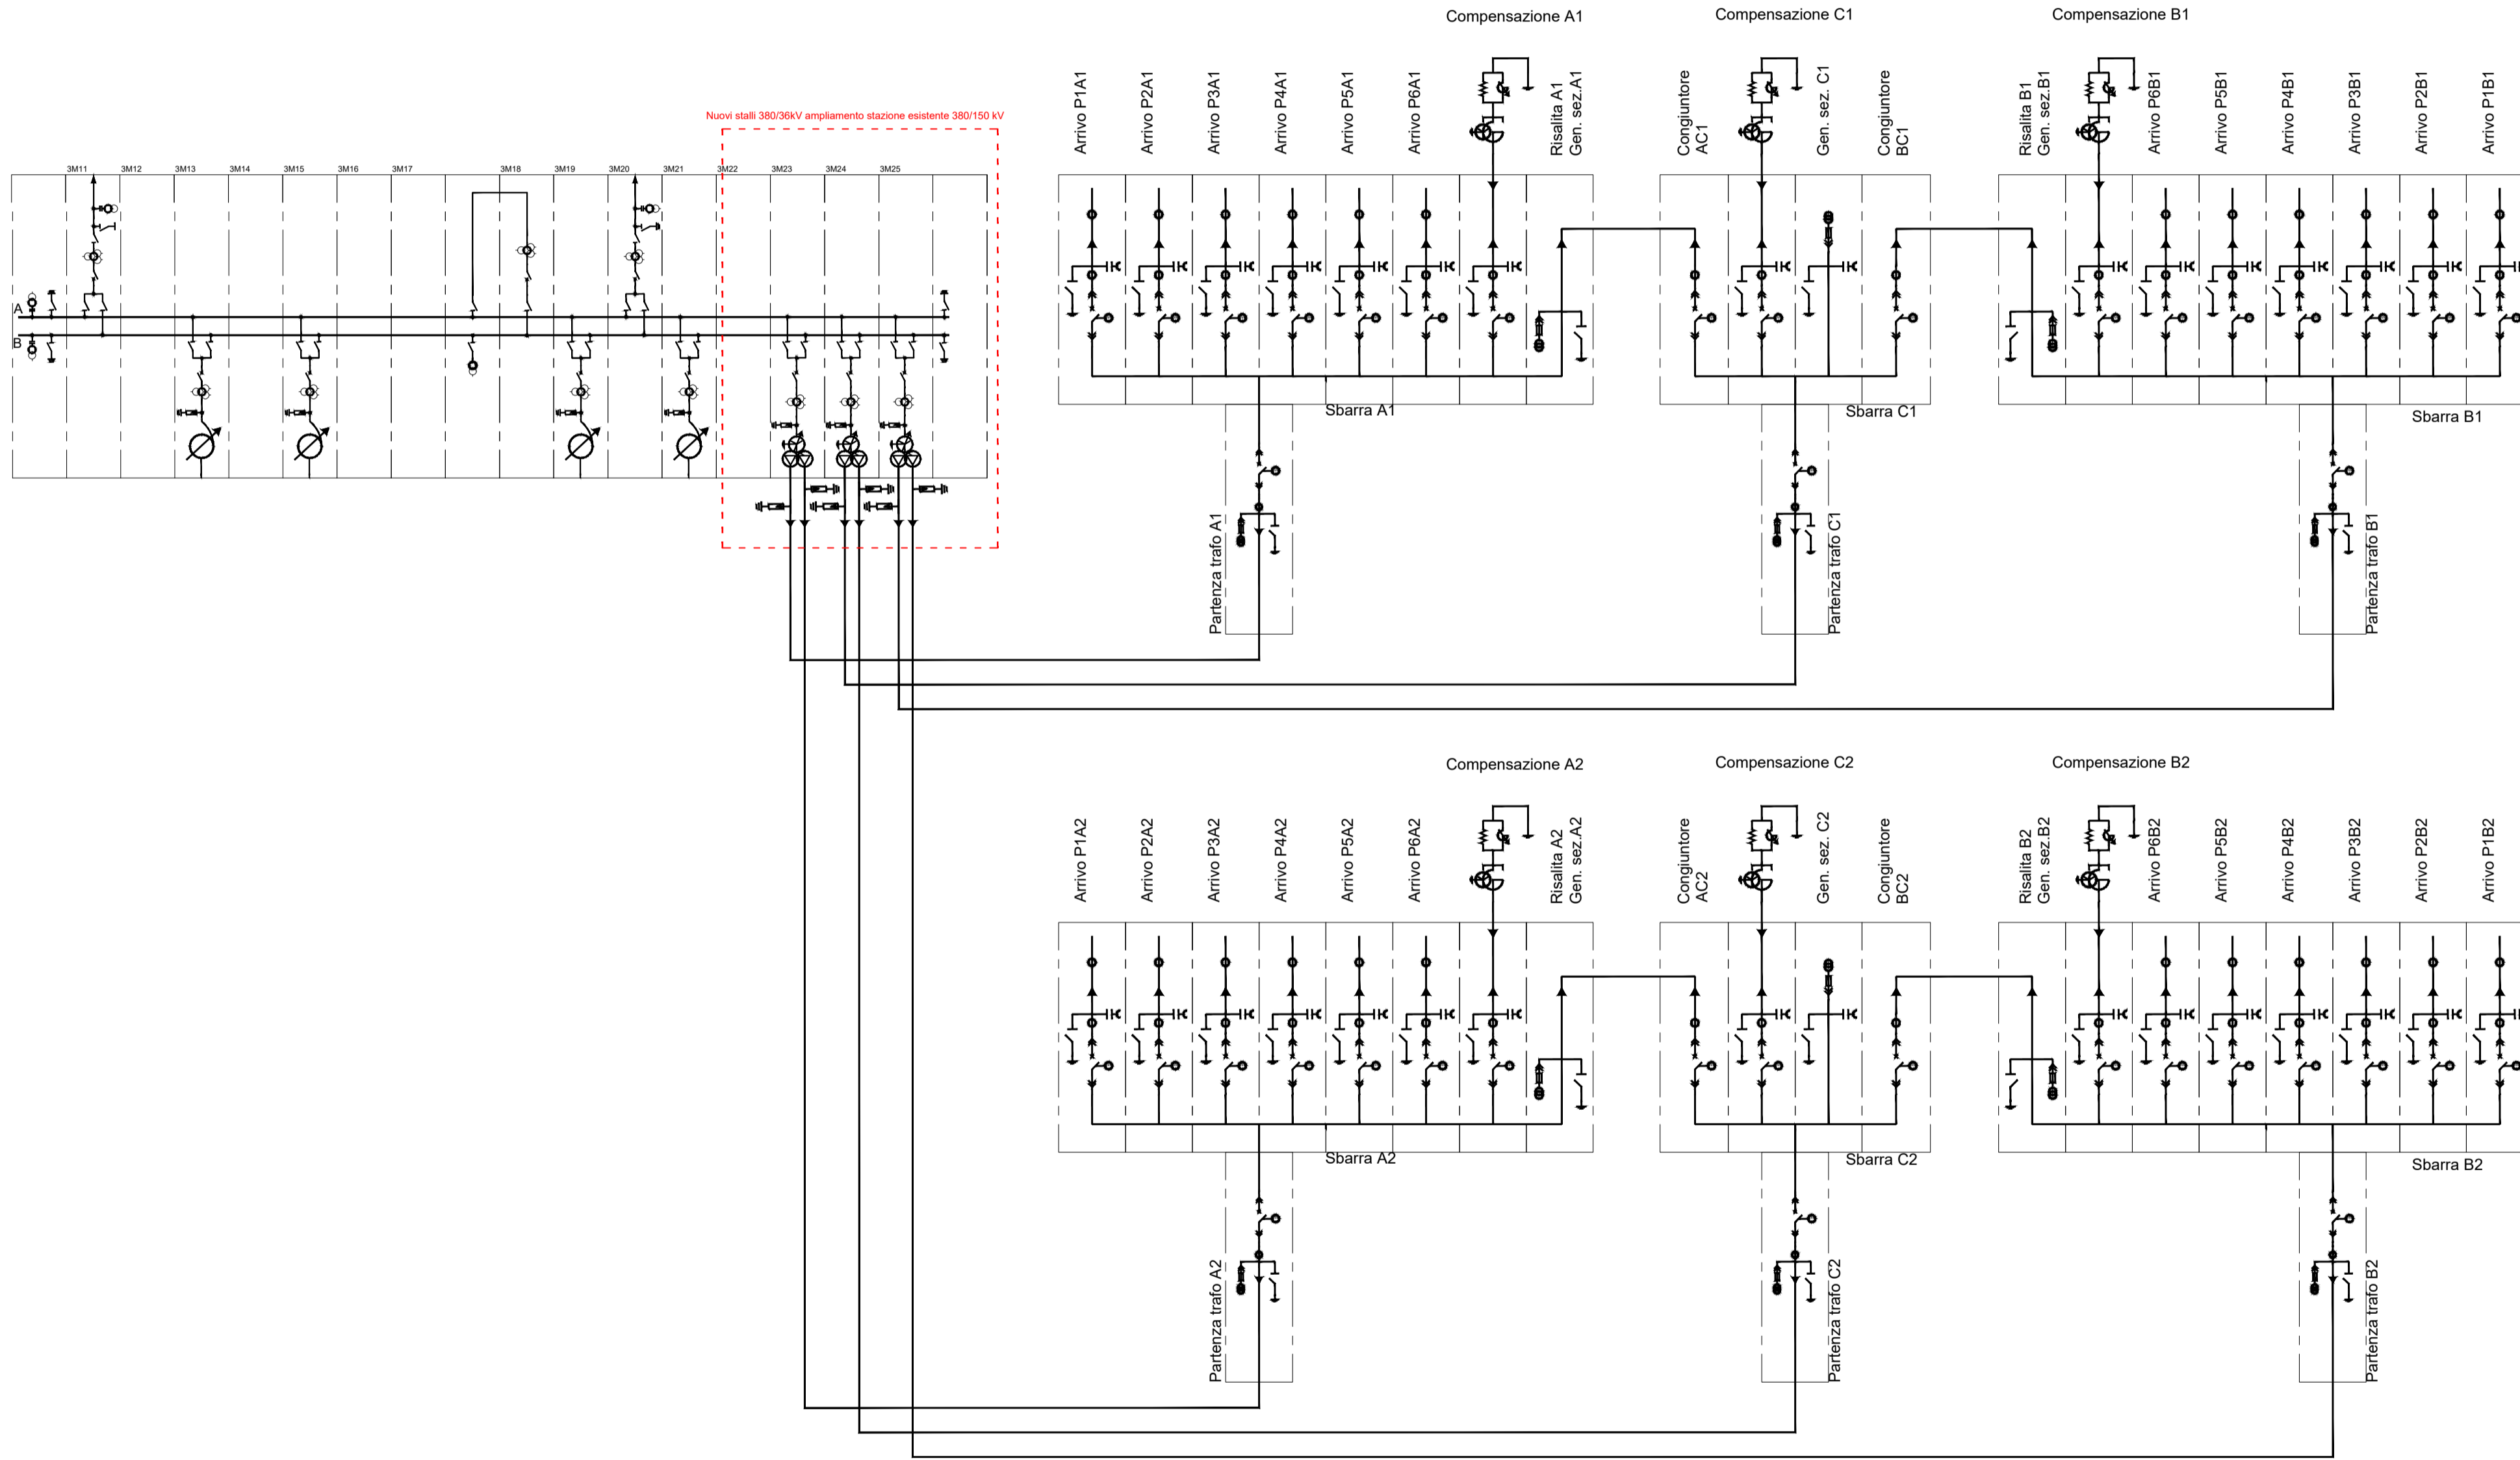 Compensazione A1
Compensazione C1
Compensazione B1
Arrivo P1A1
Arrivo P2A1
Arrivo P3A1
Arrivo P4A1
Arrivo P5A1
Arrivo P6A1
Risalita A1
Gen. sez.A1
Congiuntore
AC1
Gen. sez. C1
Congiuntore
BC1
Risalita B1
Gen. sez.B1
Arrivo P6B1
Arrivo P5B1
Arrivo P4B1
Arrivo P3B1
Arrivo P2B1
Arrivo P1B1
Nuovi stalli 380/36kV ampliamento stazione esistente 380/150 kV
3M11
3M12
3M13
3M14
3M15
3M16
3M17
3M18
3M19
3M20
3M21
3M22
3M23
3M24
3M25
A
B
Sbarra A1
Sbarra C1
Sbarra B1
Partenza trafo A1
Partenza trafo C1
Partenza trafo B1
Compensazione A2
Compensazione C2
Compensazione B2
Arrivo P1A2
Arrivo P2A2
Arrivo P3A2
Arrivo P4A2
Arrivo P5A2
Arrivo P6A2
Risalita A2
Gen. sez.A2
Congiuntore
AC2
Gen. sez. C2
Congiuntore
BC2
Risalita B2
Gen. sez.B2
Arrivo P6B2
Arrivo P5B2
Arrivo P4B2
Arrivo P3B2
Arrivo P2B2
Arrivo P1B2
Sbarra A2
Sbarra C2
Sbarra B2
Partenza trafo A2
Partenza trafo C2
Partenza trafo B2